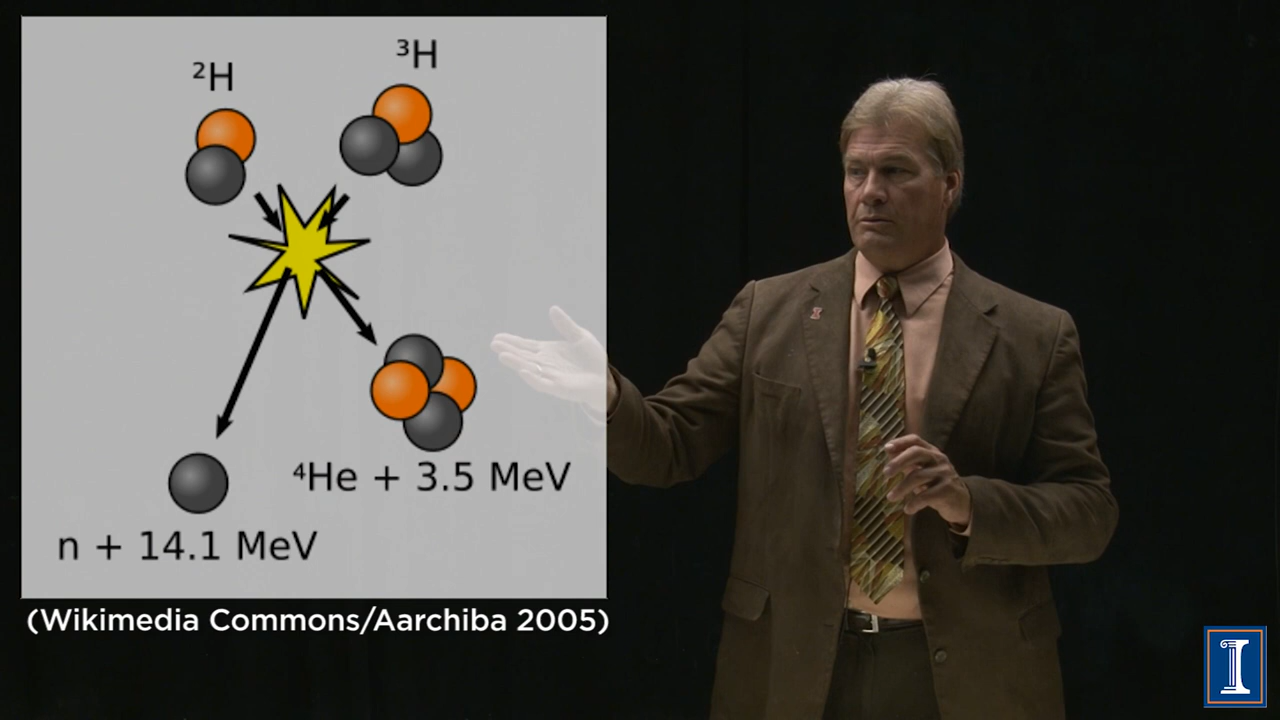 ²H
³H
⁴He + 3.5 MeV
n + 14.1 MeV
(Wikimedia Commons/Aarchiba 2005)
I